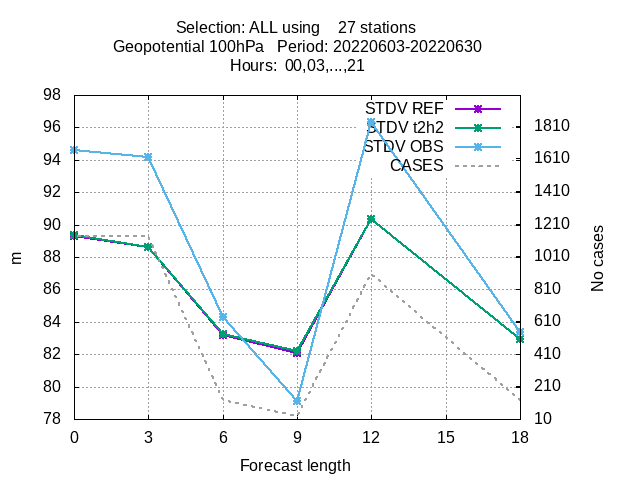 Selection: ALL using    27 stations
Geopotential 100hPa   Period: 20220603-20220630
Hours:  00,03,...,21
STDV REF
STDV t2h2
STDV OBS
CASES
98
96
94
92
90
88
86
84
82
80
78
m
1810
1610
1410
1210
1010
810
610
410
210
10
No cases
0 3 6 9 12 15 18
Forecast length